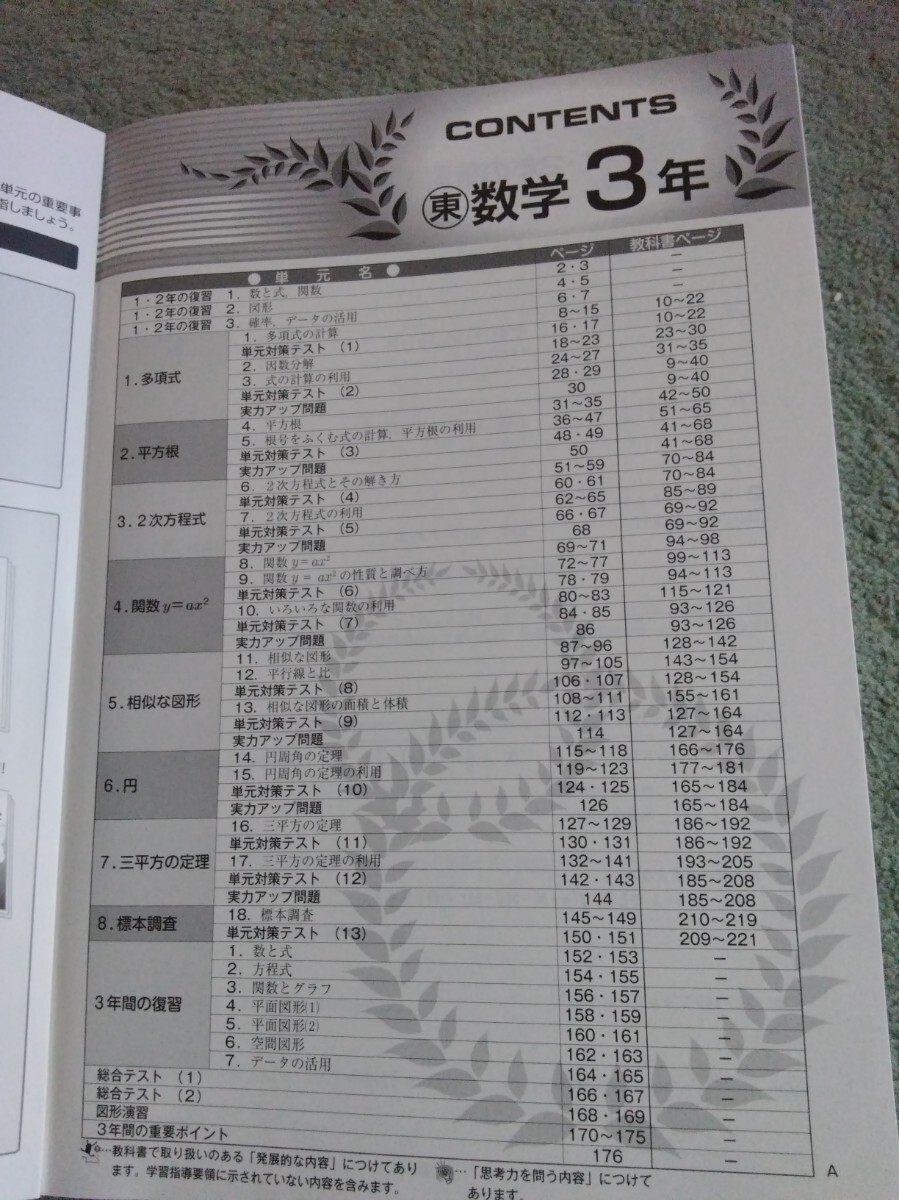 単元の重要事
指しましょう。
CONTENTS
東 数学 3年
● 単元名 ● ページ 教科書ページ
1・2年の復習 1. 数と式,関数 2・3 −
1・2年の復習 2. 図形 4・5 −
1・2年の復習 3. 確率,データの活用 6・7 −
1.多項式
1. 多項式の計算 8〜15 10〜22
単元対策テスト (1) 16・17 10〜22
2. 因数分解 18〜23 23〜30
3. 式の計算の利用 24〜27 31〜35
単元対策テスト (2) 28・29 9〜40
実力アップ問題 30 9〜40
2.平方根
4. 平方根 31〜35 42〜50
5. 根号をふくむ式の計算,平方根の利用 36〜47 51〜65
単元対策テスト (3) 48・49 41〜68
実力アップ問題 50 41〜68
3.2次方程式
6. 2次方程式とその解き方 51〜59 70〜84
単元対策テスト (4) 60・61 70〜84
7. 2次方程式の利用 62〜65 85〜89
単元対策テスト (5) 66・67 69〜92
実力アップ問題 68 69〜92
4.関数y=ax²
8. 関数 y=ax² 69〜71 94〜98
9. 関数 y = ax² の性質と調べ方 72〜77 99〜113
単元対策テスト (6) 78・79 94〜113
10. いろいろな関数の利用 80〜83 115〜121
単元対策テスト (7) 84・85 93〜126
実力アップ問題 86 93〜126
5.相似な図形
11. 相似な図形 87〜96 128〜142
12. 平行線と比 97〜105 143〜154
単元対策テスト (8) 106・107 128〜154
13. 相似な図形の面積と体積 108〜111 155〜161
単元対策テスト (9) 112・113 127〜164
実力アップ問題 114 127〜164
6.円
14. 円周角の定理 115〜118 166〜176
15. 円周角の定理の利用 119〜123 177〜181
単元対策テスト (10) 124・125 165〜184
実力アップ問題 126 165〜184
7.三平方の定理
16. 三平方の定理 127〜129 186〜192
単元対策テスト (11) 130・131 186〜192
17. 三平方の定理の利用 132〜141 193〜205
単元対策テスト (12) 142・143 185〜208
実力アップ問題 144 185〜208
8.標本調査
18. 標本調査 145〜149 210〜219
単元対策テスト (13) 150・151 209〜221
3年間の復習
1. 数と式 152・153 −
2. 方程式 154・155 −
3. 関数とグラフ 156・157 −
4. 平面図形(1) 158・159 −
5. 平面図形(2) 160・161 −
6. 空間図形 162・163 −
7. データの活用 164・165 −
総合テスト (1) 166・167 −
総合テスト (2) 168・169 −
図形演習 170〜175 −
3年間の重要ポイント 176 −
…教科書で取り扱いのある「発展的な内容」につけてあり
ます。学習指導要領に示されていない内容を含みます。
…「思考力を問う内容」につけて
あります。
A